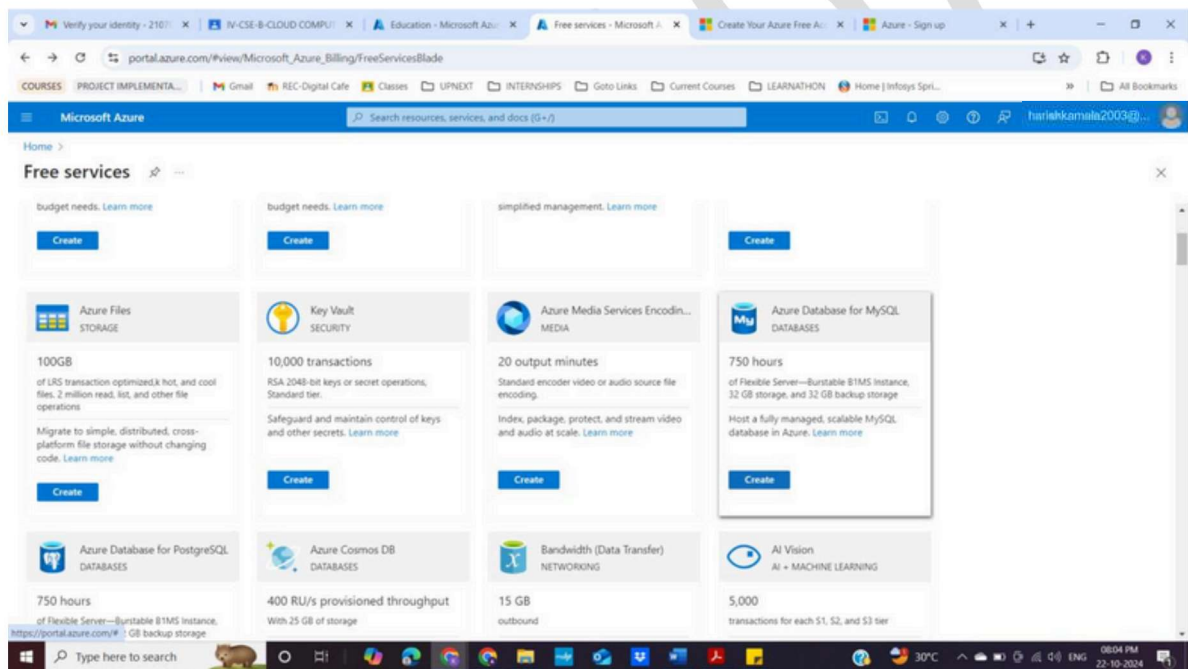 Verify your identity - 2107
IV-CSE-B-CLOUD COMPUT
Education - Microsoft Azu
Free services - Microsoft A
Create Your Azure Free Ac
Azure - Sign up
portal.azure.com/#view/Microsoft_Azure_Billing/FreeServicesBlade
COURSES PROJECT IMPLEMENTA... Gmail REC-Digital Cafe Classes UPNEXT INTERNSHIPS Goto Links Current Courses LEARNATHON Home | Infosys Spri... » All Bookmarks
Microsoft Azure
Search resources, services, and docs (G+/)
harishkamala2003@...
Home >
Free services
budget needs. Learn more
Create
budget needs. Learn more
Create
simplified management. Learn more
Create
Azure Files
STORAGE
100GB
of LRS transaction optimized,k hot, and cool
files. 2 million read, list, and other file
operations
Migrate to simple, distributed, cross-
platform file storage without changing
code. Learn more
Create
Key Vault
SECURITY
10,000 transactions
RSA 2048-bit keys or secret operations,
Standard tier.
Safeguard and maintain control of keys
and other secrets. Learn more
Create
Azure Media Services Encodin...
MEDIA
20 output minutes
Standard encoder video or audio source file
encoding.
Index, package, protect, and stream video
and audio at scale. Learn more
Create
My
Azure Database for MySQL
DATABASES
750 hours
of Flexible Server—Burstable B1MS Instance,
32 GB storage, and 32 GB backup storage
Host a fully managed, scalable MySQL
database in Azure. Learn more
Create
Azure Database for PostgreSQL
DATABASES
750 hours
of Flexible Server—Burstable B1MS Instance,
GB backup storage
Azure Cosmos DB
DATABASES
400 RU/s provisioned throughput
With 25 GB of storage
Bandwidth (Data Transfer)
NETWORKING
15 GB
outbound
AI Vision
AI + MACHINE LEARNING
5,000
transactions for each S1, S2, and S3 tier
https://portal.azure.com/#
Type here to search
30°C
ENG
08:04 PM
22-10-2024